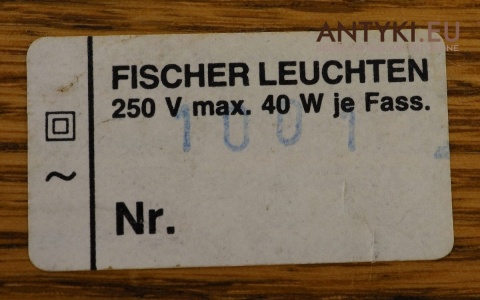 ANTYKI.EU
FISCHER LEUCHTEN
250 V max. 40 W je Fass.
1001
~
Nr.